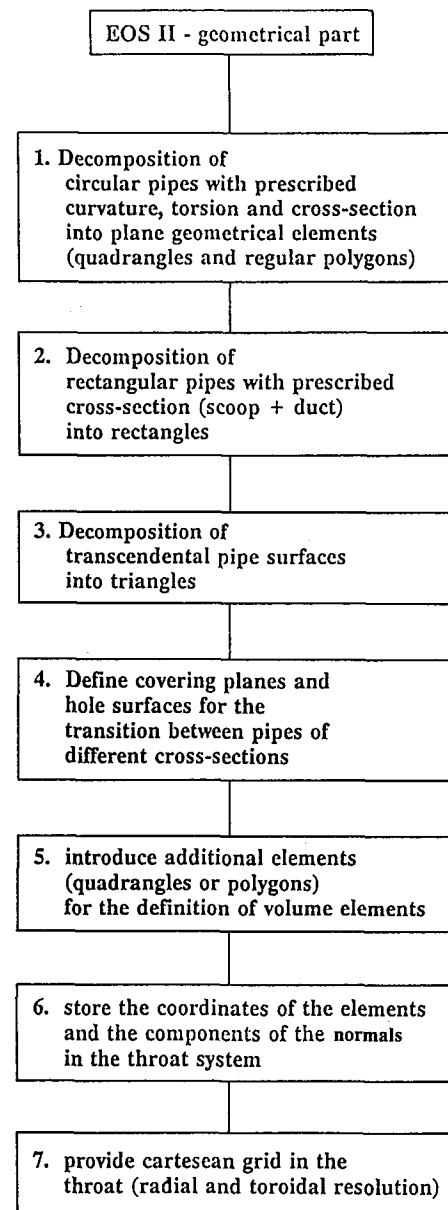 EOS II - geometrical part
1. Decomposition of
circular pipes with prescribed
curvature, torsion and cross-section
into plane geometrical elements
(quadrangles and regular polygons)
2. Decomposition of
rectangular pipes with prescribed
cross-section (scoop + duct)
into rectangles
3. Decomposition of
transcendental pipe surfaces
into triangles
4. Define covering planes and
hole surfaces for the
transition between pipes of
different cross-sections
5. introduce additional elements
(quadrangles or polygons)
for the definition of volume elements
6. store the coordinates of the elements
and the components of the normals
in the throat system
7. provide cartesean grid in the
throat (radial and toroidal resolution)